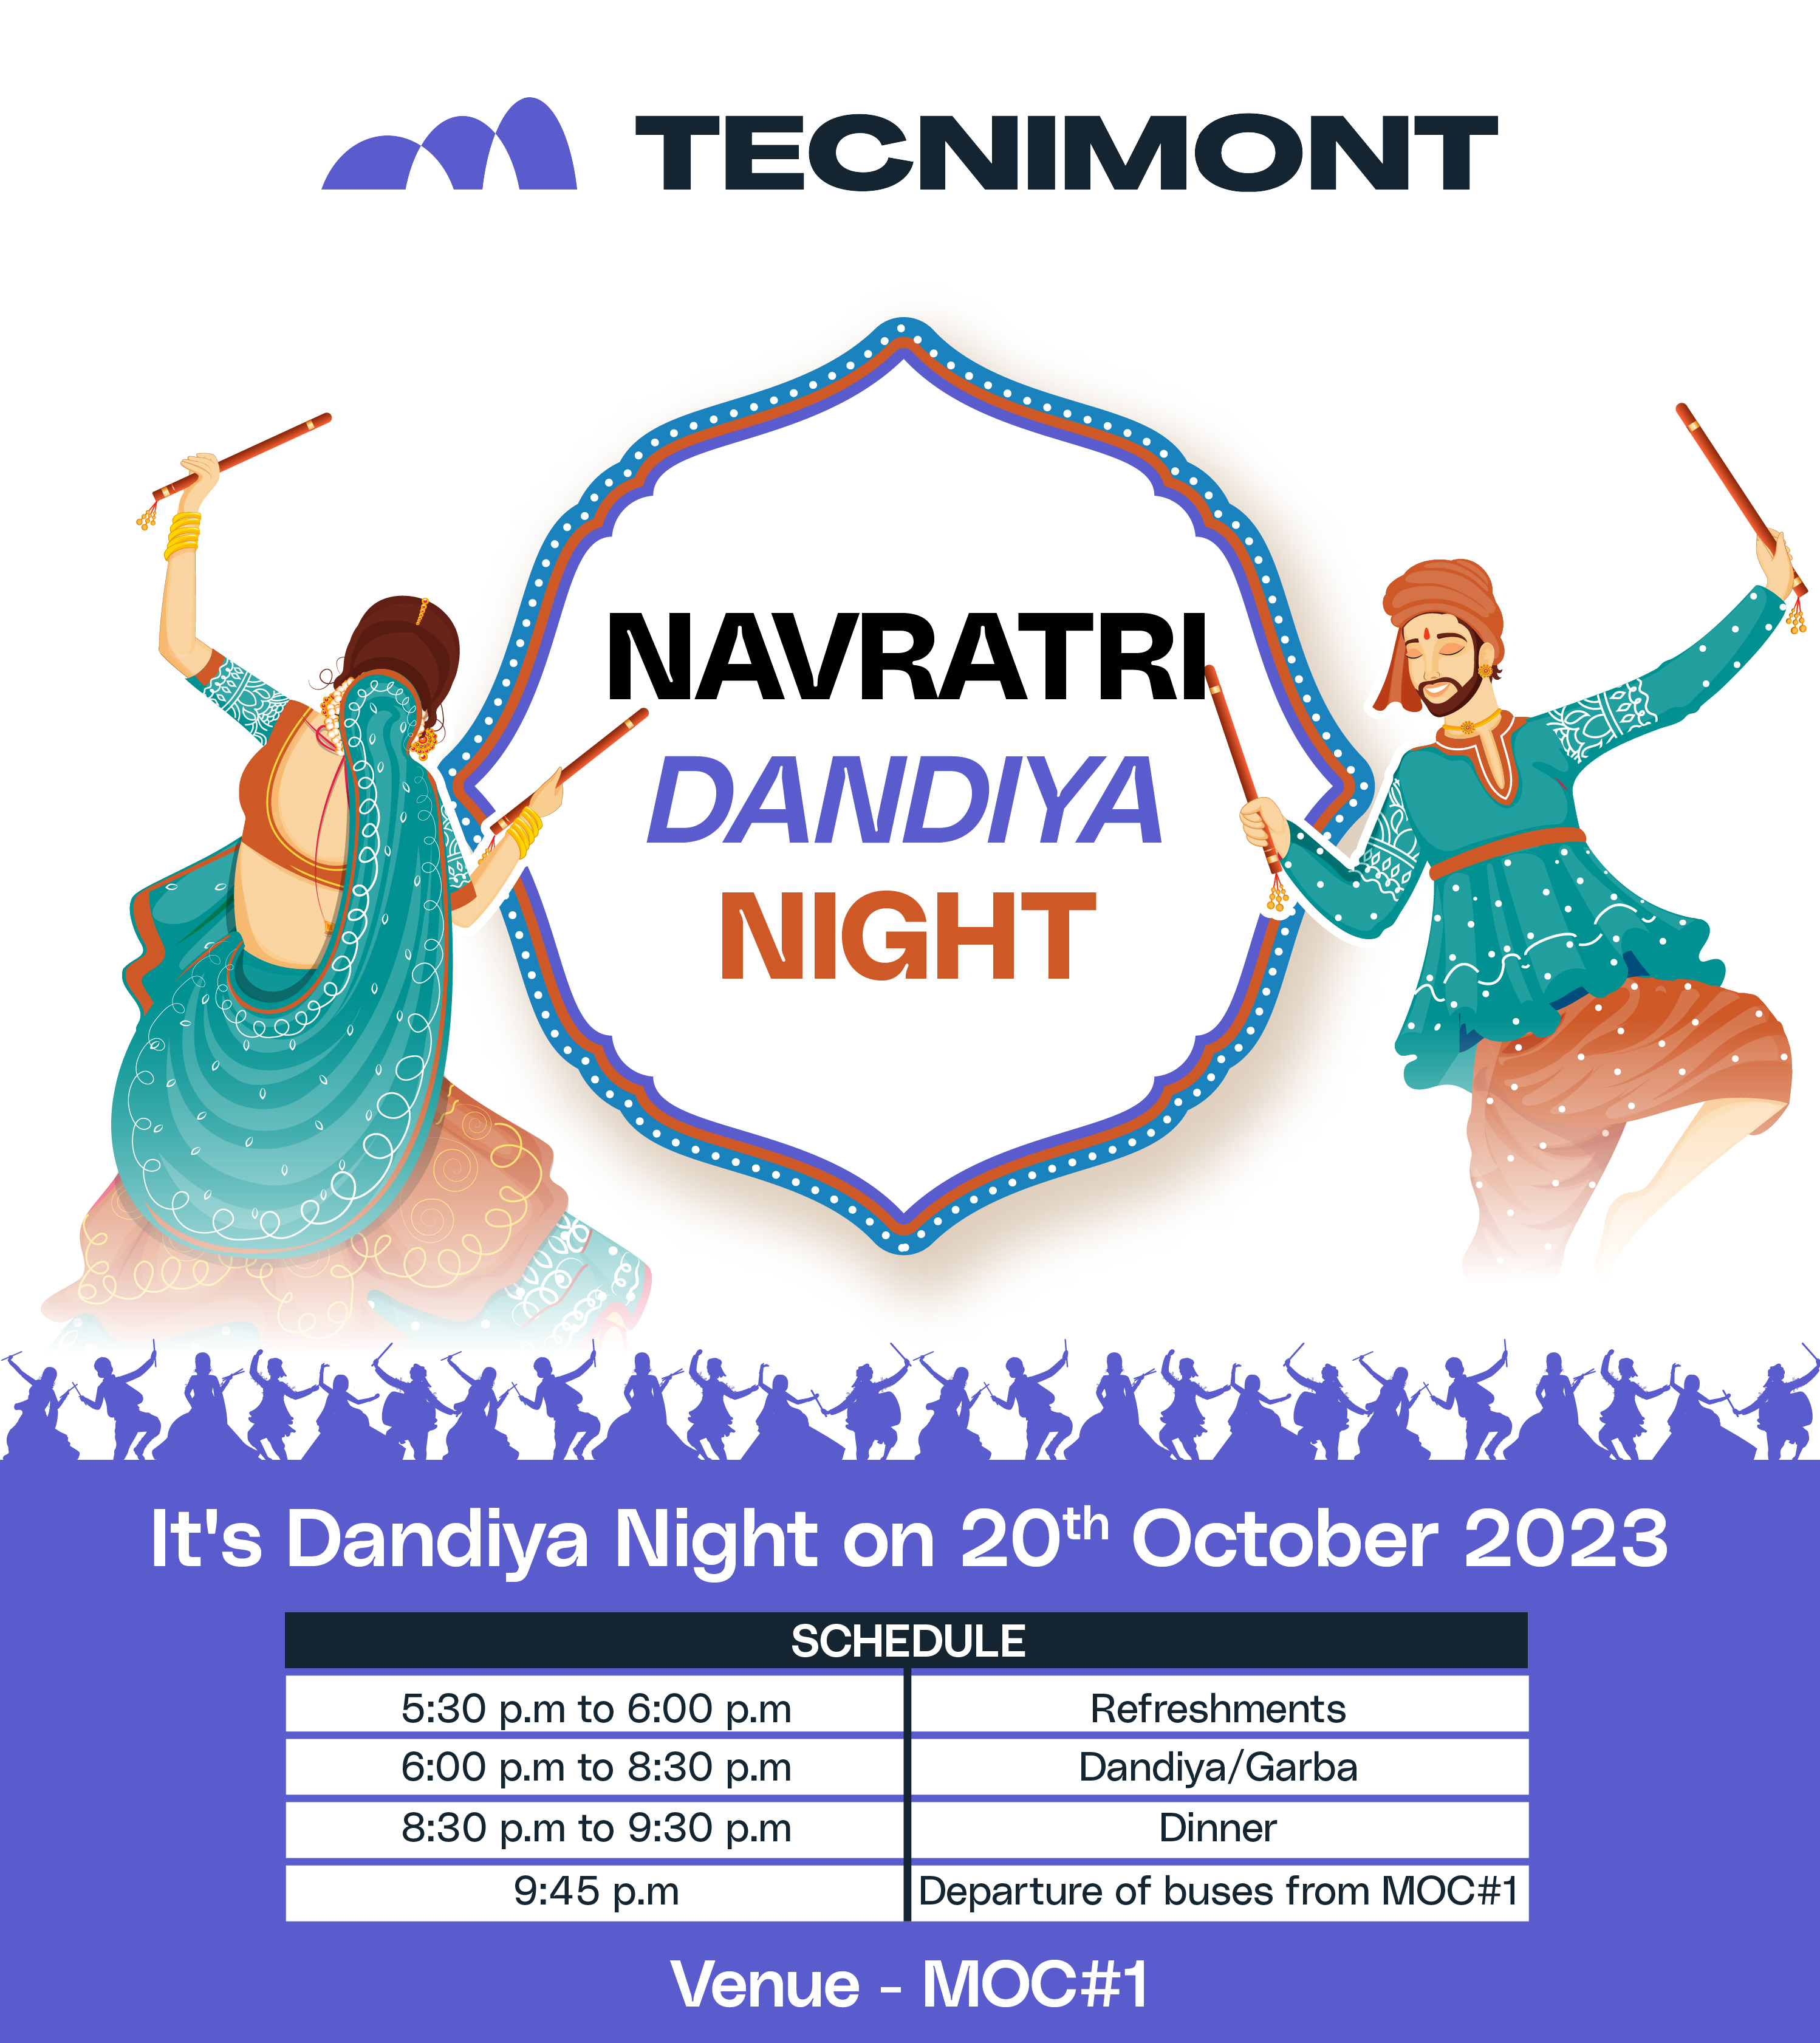 TECNIMONT
NAVRATRI
DANDIYA
NIGHT
It's Dandiya Night on 20th October 2023
SCHEDULE
5:30 p.m to 6:00 p.m Refreshments
6:00 p.m to 8:30 p.m Dandiya/Garba
8:30 p.m to 9:30 p.m Dinner
9:45 p.m Departure of buses from MOC#1
Venue - MOC#1